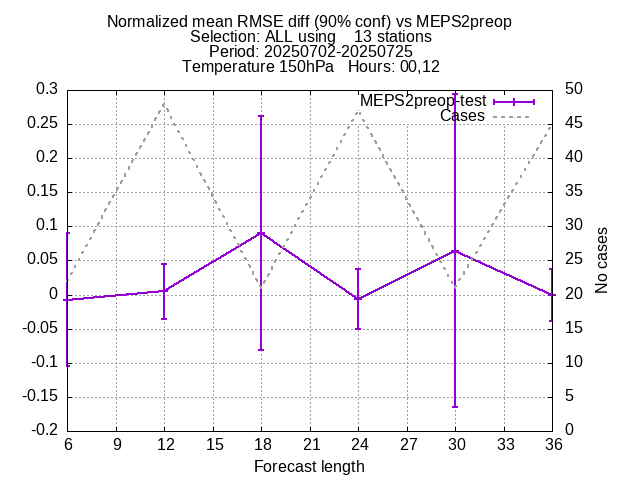 Normalized mean RMSE diff (90% conf) vs MEPS2preop
Selection: ALL using    13 stations
Period: 20250702-20250725
Temperature 150hPa   Hours: 00,12
0.3
0.25
0.2
0.15
0.1
0.05
0
-0.05
-0.1
-0.15
-0.2
MEPS2preop-test
Cases
50
45
40
35
30
25
20
15
10
5
0
No cases
6 9 12 15 18 21 24 27 30 33 36
Forecast length